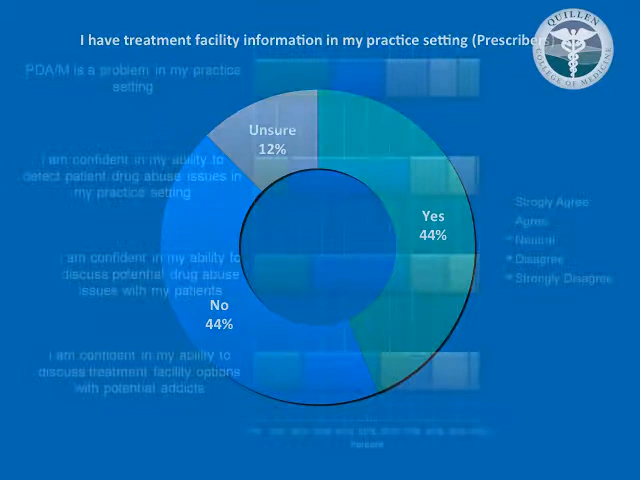 I have treatment facility information in my practice setting (Prescribers)
QUILLEN
COLLEGE OF MEDICINE
PDA/M is a problem in my practice
setting
Unsure
12%
I am confident in my ability to
detect patient drug abuse issues in
my practice setting
Yes
44%
Strogly Agree
Agree
Neutral
Disagree
Strongly Disagree
I am confident in my ability to
discuss potential drug abuse
issues with my patients
No
44%
I am confident in my ability to
discuss treatment facility options
with potential addicts
Percent